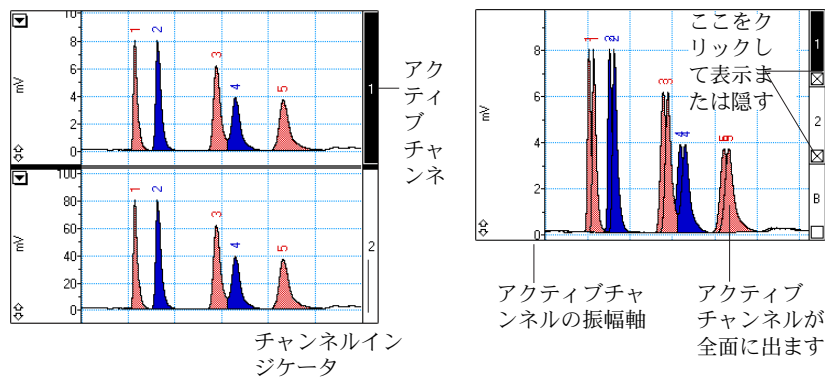 10
8
6
4
2
0
mV
1
2
3
4
5
1
アク
ティ
ブ
チャ
ンネ
100
80
60
40
20
0
mV
1
2
3
4
5
2
チャンネルイン
ジケータ
8
6
4
2
0
mV
1
1
2
2
3
4
4
5
5
ここをク
リックし
て表示ま
たは隠す
1
2
B
アクティブチャ
ンネルの振幅軸
アクティブ
チャンネルが
全面に出ます